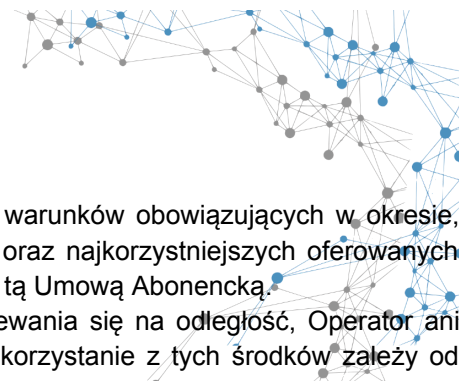 warunków obowiązujących w okresie,
oraz najkorzystniejszych oferowanych
tą Umową Abonencką.
ewania się na odległość, Operator ani
korzystanie z tych środków zależy od